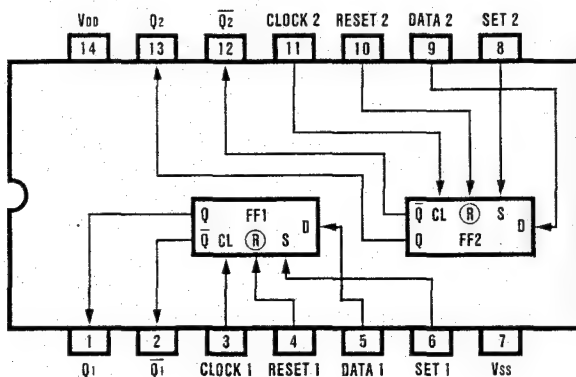 VDD Q2 Q̅2 CLOCK 2 RESET 2 DATA 2 SET 2
14 13 12 11 10 9 8
Q̅ CL R S D
Q FF2
Q FF1 D
Q̅ CL R S
1 2 3 4 5 6 7
Q1 Q̅1 CLOCK 1 RESET 1 DATA 1 SET 1 VSS